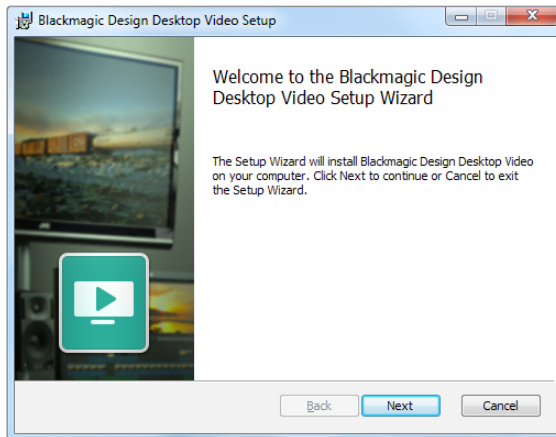 Blackmagic Design Desktop Video Setup
Welcome to the Blackmagic Design
Desktop Video Setup Wizard
The Setup Wizard will install Blackmagic Design Desktop Video
on your computer. Click Next to continue or Cancel to exit
the Setup Wizard.
Back
Next
Cancel